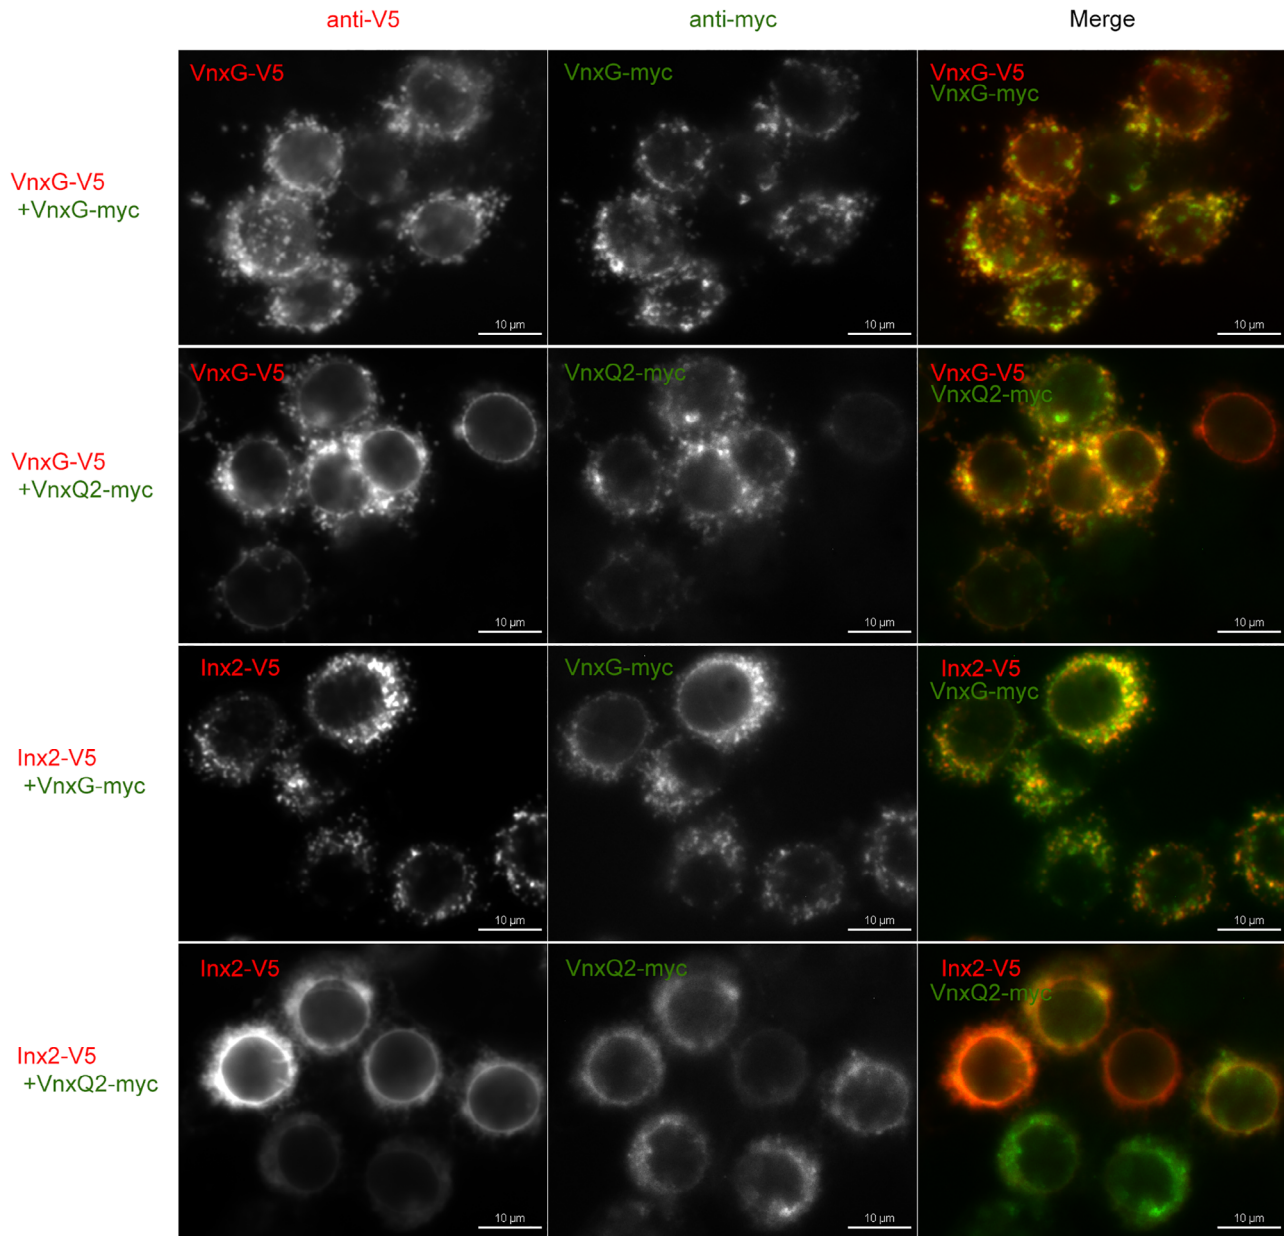 anti-V5
anti-myc
Merge
VnxG-V5
+VnxG-myc
VnxG-V5
VnxG-myc
VnxG-V5
VnxG-myc
10 µm
10 µm
10 µm
VnxG-V5
+VnxQ2-myc
VnxG-V5
VnxQ2-myc
VnxG-V5
VnxQ2-myc
10 µm
10 µm
10 µm
Inx2-V5
+VnxG-myc
Inx2-V5
VnxG-myc
Inx2-V5
VnxG-myc
10 µm
10 µm
10 µm
Inx2-V5
+VnxQ2-myc
Inx2-V5
VnxQ2-myc
Inx2-V5
VnxQ2-myc
10 µm
10 µm
10 µm